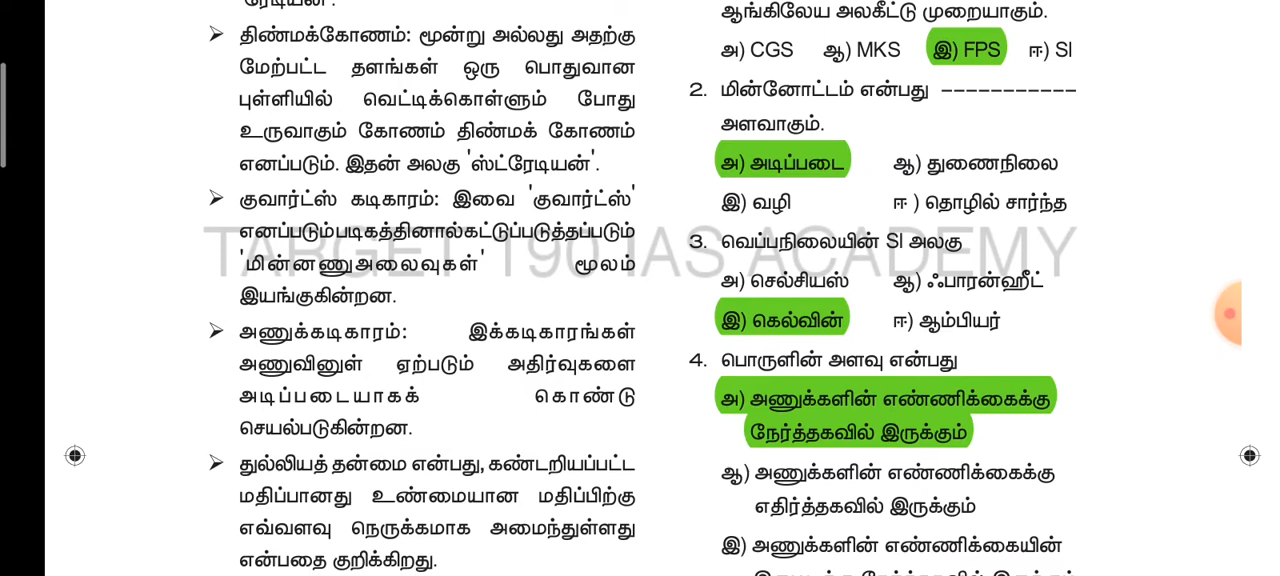 ரேடியன்'.
➢ திண்மக்கோணம்: மூன்று அல்லது அதற்கு
மேற்பட்ட தளங்கள் ஒரு பொதுவான
புள்ளியில் வெட்டிக்கொள்ளும் போது
உருவாகும் கோணம் திண்மக் கோணம்
எனப்படும். இதன் அலகு 'ஸ்ட்ரேடியன்'.
➢ குவார்ட்ஸ் கடிகாரம்: இவை 'குவார்ட்ஸ்'
எனப்படும்படிகத்தினால்கட்டுப்படுத்தப்படும்
'மின்னணுஅலைவுகள்' மூலம்
இயங்குகின்றன.
➢ அணுக்கடிகாரம்: இக்கடிகாரங்கள்
அணுவினுள் ஏற்படும் அதிர்வுகளை
அடிப்படையாகக் கொண்டு
செயல்படுகின்றன.
➢ துல்லியத் தன்மை என்பது, கண்டறியப்பட்ட
மதிப்பானது உண்மையான மதிப்பிற்கு
எவ்வளவு நெருக்கமாக அமைந்துள்ளது
என்பதை குறிக்கிறது.
ஆங்கிலேய அலகீட்டு முறையாகும்.
அ) CGS ஆ) MKS இ) FPS ஈ) SI
2. மின்னோட்டம் என்பது -----------
அளவாகும்.
அ) அடிப்படை ஆ) துணைநிலை
இ) வழி ஈ ) தொழில் சார்ந்த
3. வெப்பநிலையின் SI அலகு
அ) செல்சியஸ் ஆ) ஃபாரன்ஹீட்
இ) கெல்வின் ஈ) ஆம்பியர்
4. பொருளின் அளவு என்பது
அ) அணுக்களின் எண்ணிக்கைக்கு
நேர்த்தகவில் இருக்கும்
ஆ) அணுக்களின் எண்ணிக்கைக்கு
எதிர்த்தகவில் இருக்கும்
இ) அணுக்களின் எண்ணிக்கையின்
TARGET 190 IAS ACADEMY